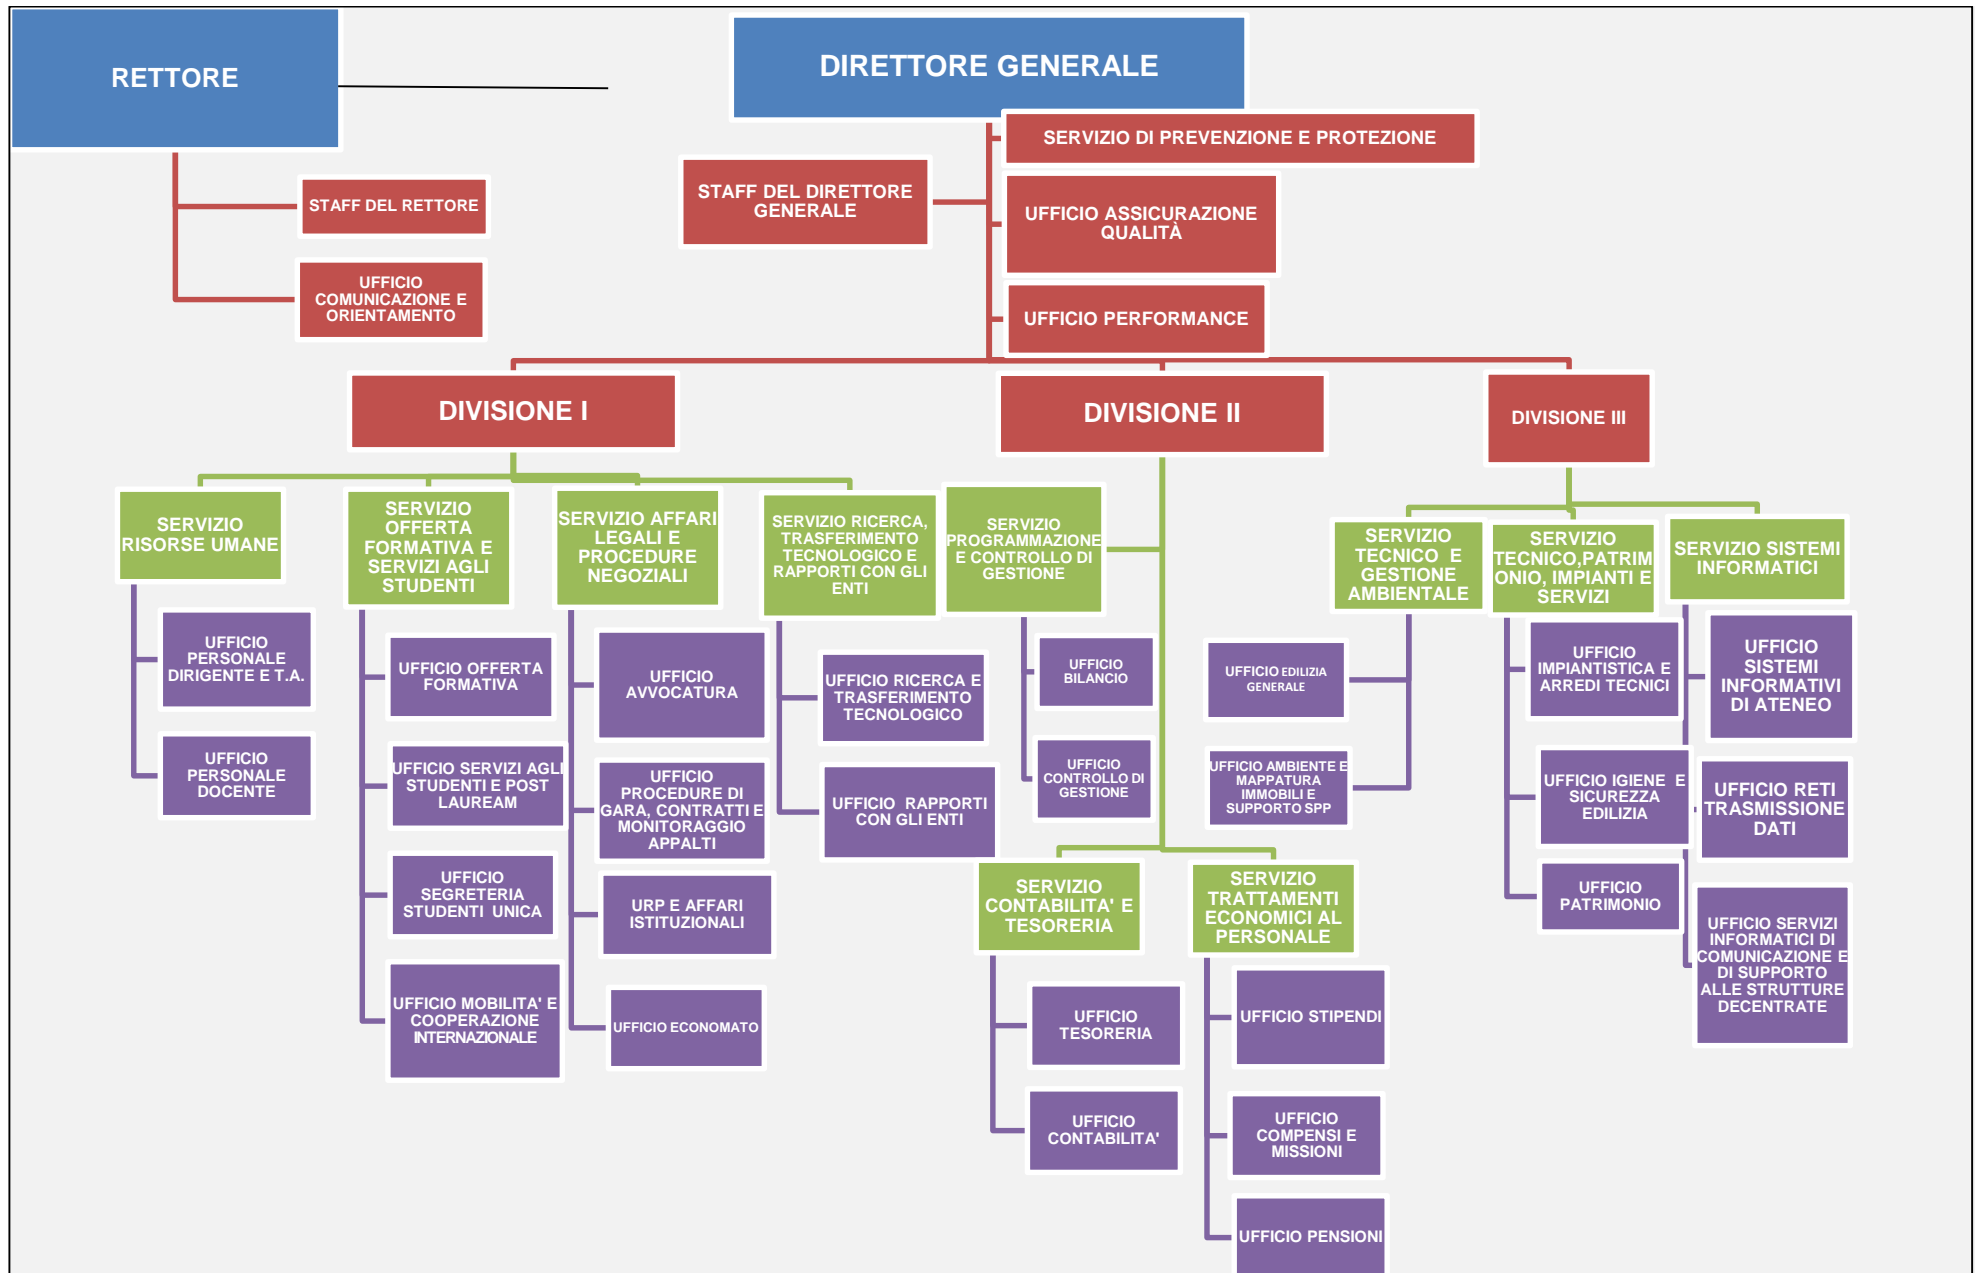 RETTORE
DIRETTORE GENERALE
SERVIZIO DI PREVENZIONE E PROTEZIONE
STAFF DEL DIRETTORE
GENERALE
STAFF DEL RETTORE
UFFICIO ASSICURAZIONE
QUALITÀ
UFFICIO
COMUNICAZIONE E
ORIENTAMENTO
UFFICIO PERFORMANCE
DIVISIONE I
DIVISIONE II
DIVISIONE III
SERVIZIO
RISORSE UMANE
SERVIZIO
OFFERTA
FORMATIVA E
SERVIZI AGLI
STUDENTI
SERVIZIO AFFARI
LEGALI E
PROCEDURE
NEGOZIALI
SERVIZIO RICERCA,
TRASFERIMENTO
TECNOLOGICO E
RAPPORTI CON GLI
ENTI
SERVIZIO
PROGRAMMAZIONE
E CONTROLLO DI
GESTIONE
SERVIZIO
TECNICO E
GESTIONE
AMBIENTALE
SERVIZIO
TECNICO,PATRIM
ONIO, IMPIANTI E
SERVIZI
SERVIZIO SISTEMI
INFORMATICI
UFFICIO
PERSONALE
DIRIGENTE E T.A.
UFFICIO
PERSONALE
DOCENTE
UFFICIO OFFERTA
FORMATIVA
UFFICIO SERVIZI AGLI
STUDENTI E POST
LAUREAM
UFFICIO
SEGRETERIA
STUDENTI UNICA
UFFICIO MOBILITA' E
COOPERAZIONE
INTERNAZIONALE
UFFICIO
AVVOCATURA
UFFICIO
PROCEDURE DI
GARA, CONTRATTI E
MONITORAGGIO
APPALTI
URP E AFFARI
ISTITUZIONALI
UFFICIO ECONOMATO
UFFICIO RICERCA E
TRASFERIMENTO
TECNOLOGICO
UFFICIO RAPPORTI
CON GLI ENTI
UFFICIO
BILANCIO
UFFICIO
CONTROLLO DI
GESTIONE
SERVIZIO
CONTABILITA' E
TESORERIA
UFFICIO
TESORERIA
UFFICIO
CONTABILITA'
SERVIZIO
TRATTAMENTI
ECONOMICI AL
PERSONALE
UFFICIO STIPENDI
UFFICIO
COMPENSI E
MISSIONI
UFFICIO PENSIONI
UFFICIO EDILIZIA
GENERALE
UFFICIO AMBIENTE E
MAPPATURA
IMMOBILI E
SUPPORTO SPP
UFFICIO
IMPIANTISTICA E
ARREDI TECNICI
UFFICIO IGIENE E
SICUREZZA
EDILIZIA
UFFICIO
PATRIMONIO
UFFICIO
SISTEMI
INFORMATIVI
DI ATENEO
UFFICIO RETI
TRASMISSIONE
DATI
UFFICIO SERVIZI
INFORMATICI DI
COMUNICAZIONE E
DI SUPPORTO
ALLE STRUTTURE
DECENTRATE